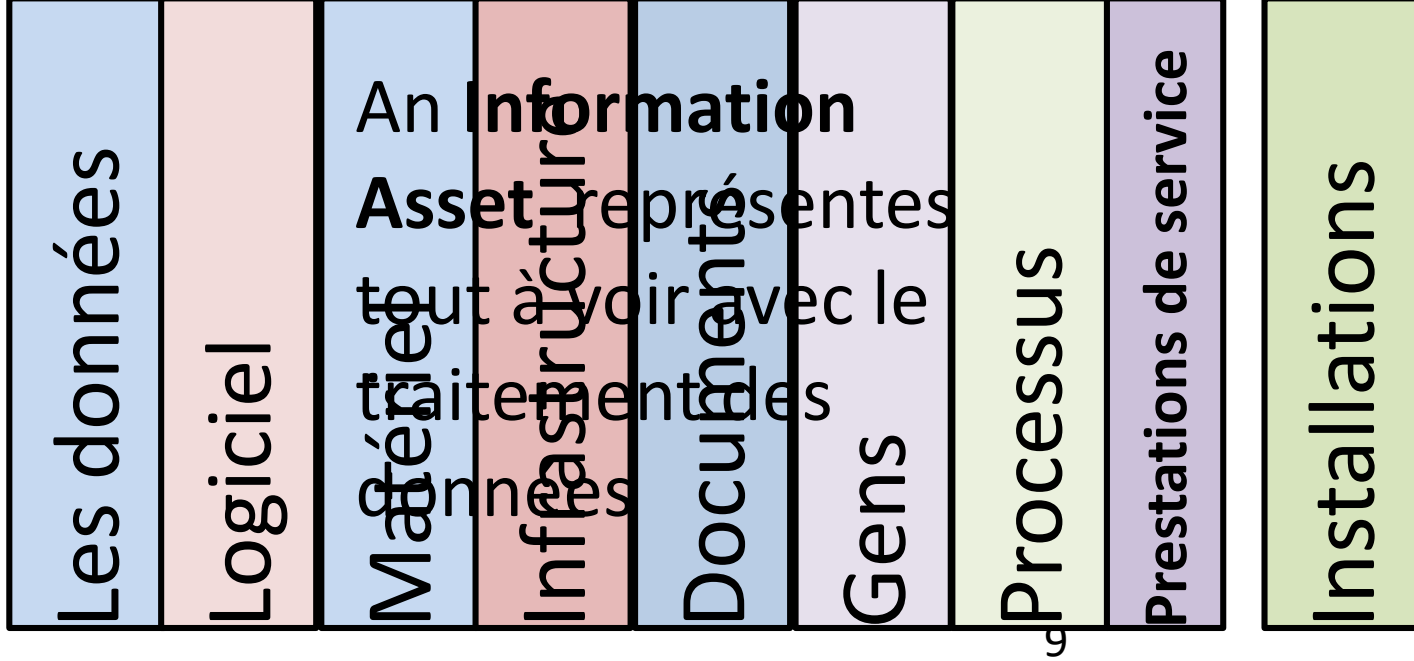 Les données
Logiciel
Matériel
Infrastructure
Documents
Gens
Processus
Prestations de service
Installations
An Information
Asset représentes
tout à voir avec le
traitement des
données
9